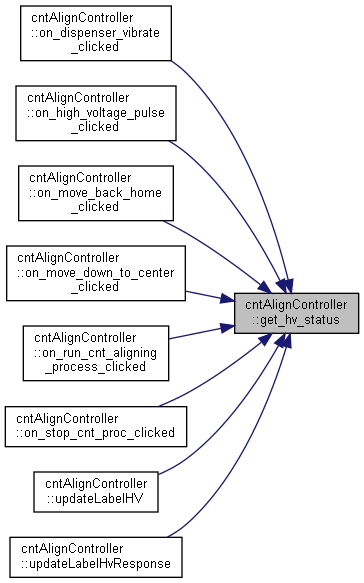 cntAlignController
::on_dispenser_vibrate
_clicked
cntAlignController
::on_high_voltage_pulse
_clicked
cntAlignController
::on_move_back_home
_clicked
cntAlignController
::on_move_down_to_center
_clicked
cntAlignController
::get_hv_status
cntAlignController
::on_run_cnt_aligning
_process_clicked
cntAlignController
::on_stop_cnt_proc_clicked
cntAlignController
::updateLabelHV
cntAlignController
::updateLabelHvResponse